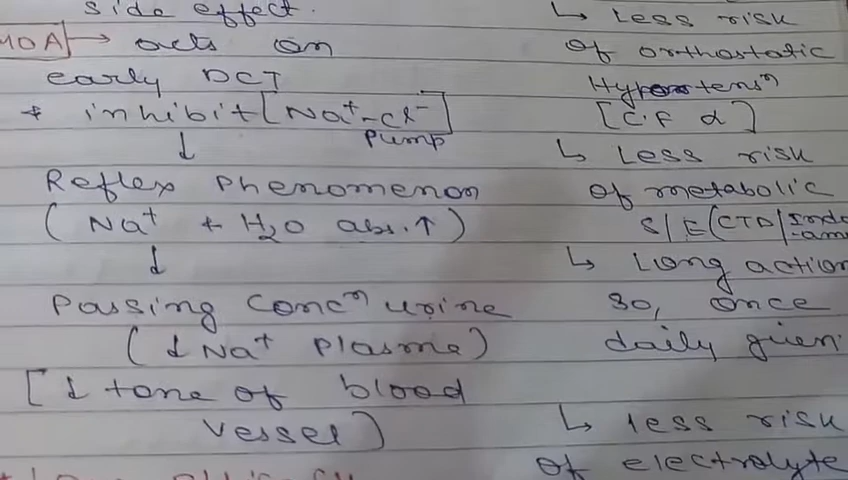 side effect.
MOA → acts on
early DCT
* inhibit [Na⁺-Cl⁻]
Pump
↓
Reflex Phenomenon
(Na⁺ + H₂O abs. ↑)
↓
Passing Concⁿ urine
(↓ Na⁺ Plasma)
[↓ tone of blood
vessel]
↳ Less risk
of orthostatic
Hypotensⁿ
[C.F α]
↳ Less risk
of metabolic
S/E (CTD/Inda
-am
↳ Long action
so, once
daily given.
↳ less risk
of electrolyte